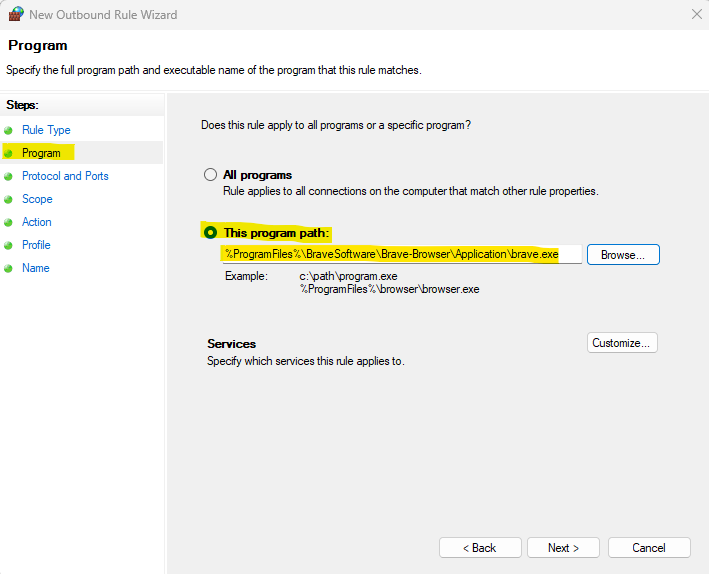 New Outbound Rule Wizard
Program
Specify the full program path and executable name of the program that this rule matches.
Steps:
Rule Type
Program
Protocol and Ports
Scope
Action
Profile
Name
Does this rule apply to all programs or a specific program?
All programs
Rule applies to all connections on the computer that match other rule properties.
This program path:
%ProgramFiles%\BraveSoftware\Brave-Browser\Application\brave.exe
Browse...
Example:
c:\path\program.exe
%ProgramFiles%\browser\browser.exe
Services
Customize...
Specify which services this rule applies to.
< Back
Next >
Cancel